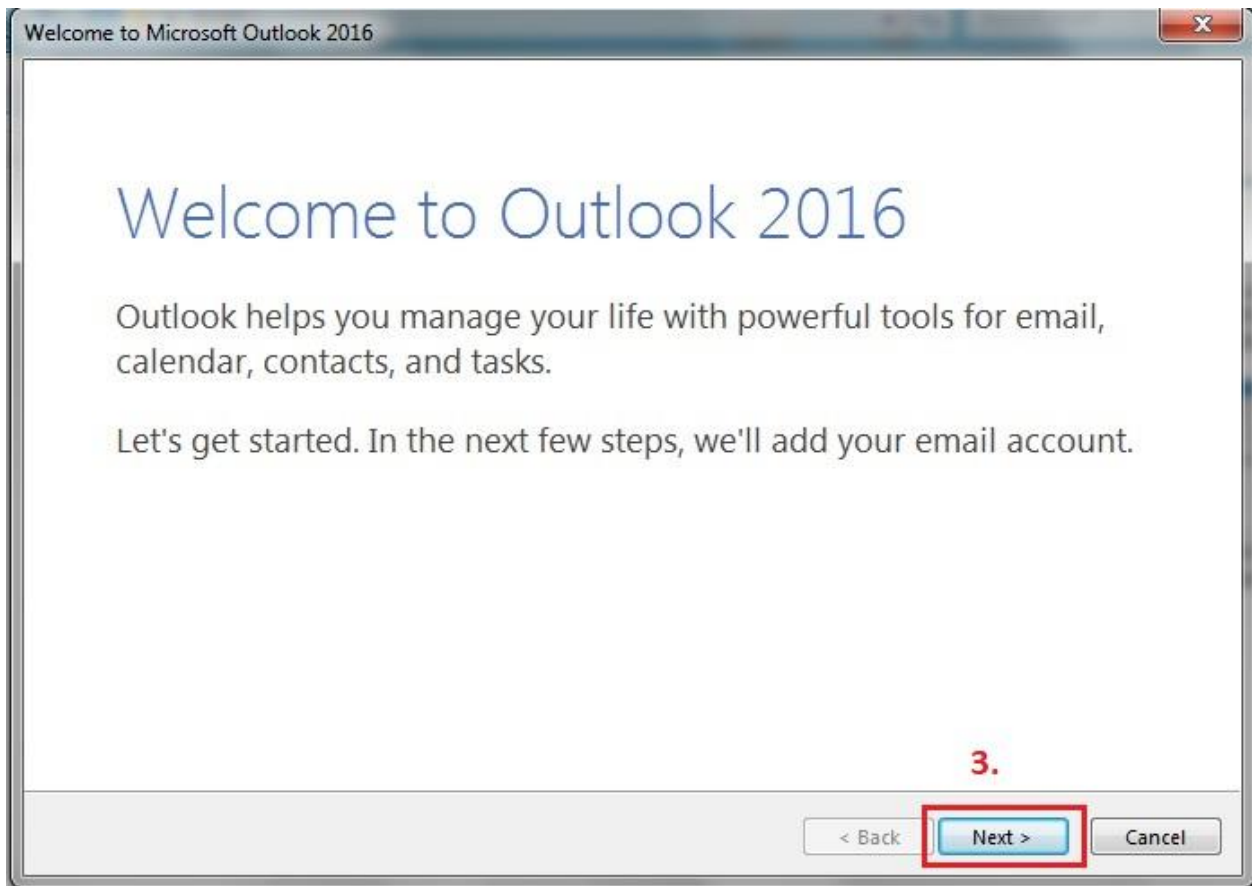 Welcome to Microsoft Outlook 2016
Welcome to Outlook 2016
Outlook helps you manage your life with powerful tools for email,
calendar, contacts, and tasks.
Let's get started. In the next few steps, we'll add your email account.
3.
< Back Next > Cancel